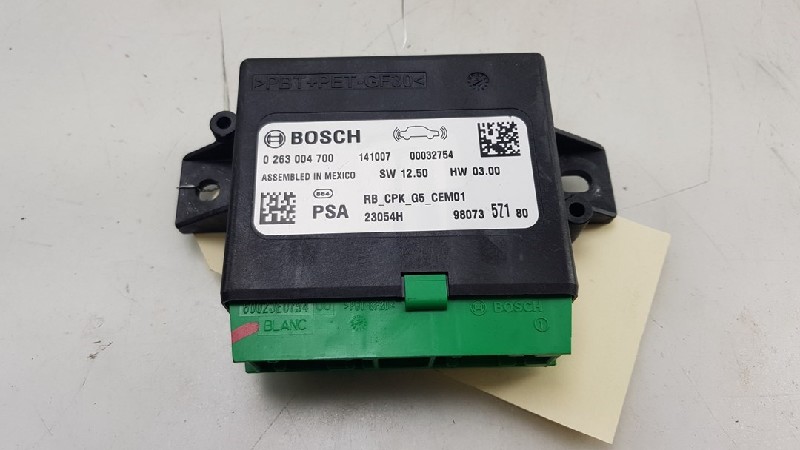 >PBT+PET-GF30<
BOSCH
0 263 004 700 141007 00032754
ASSEMBLED IN MEXICO SW 12.50 HW 03.00
PSA RB_CPK_G5_CEM01
23054H 98073 5Z1 80
BOSCH
BLANC